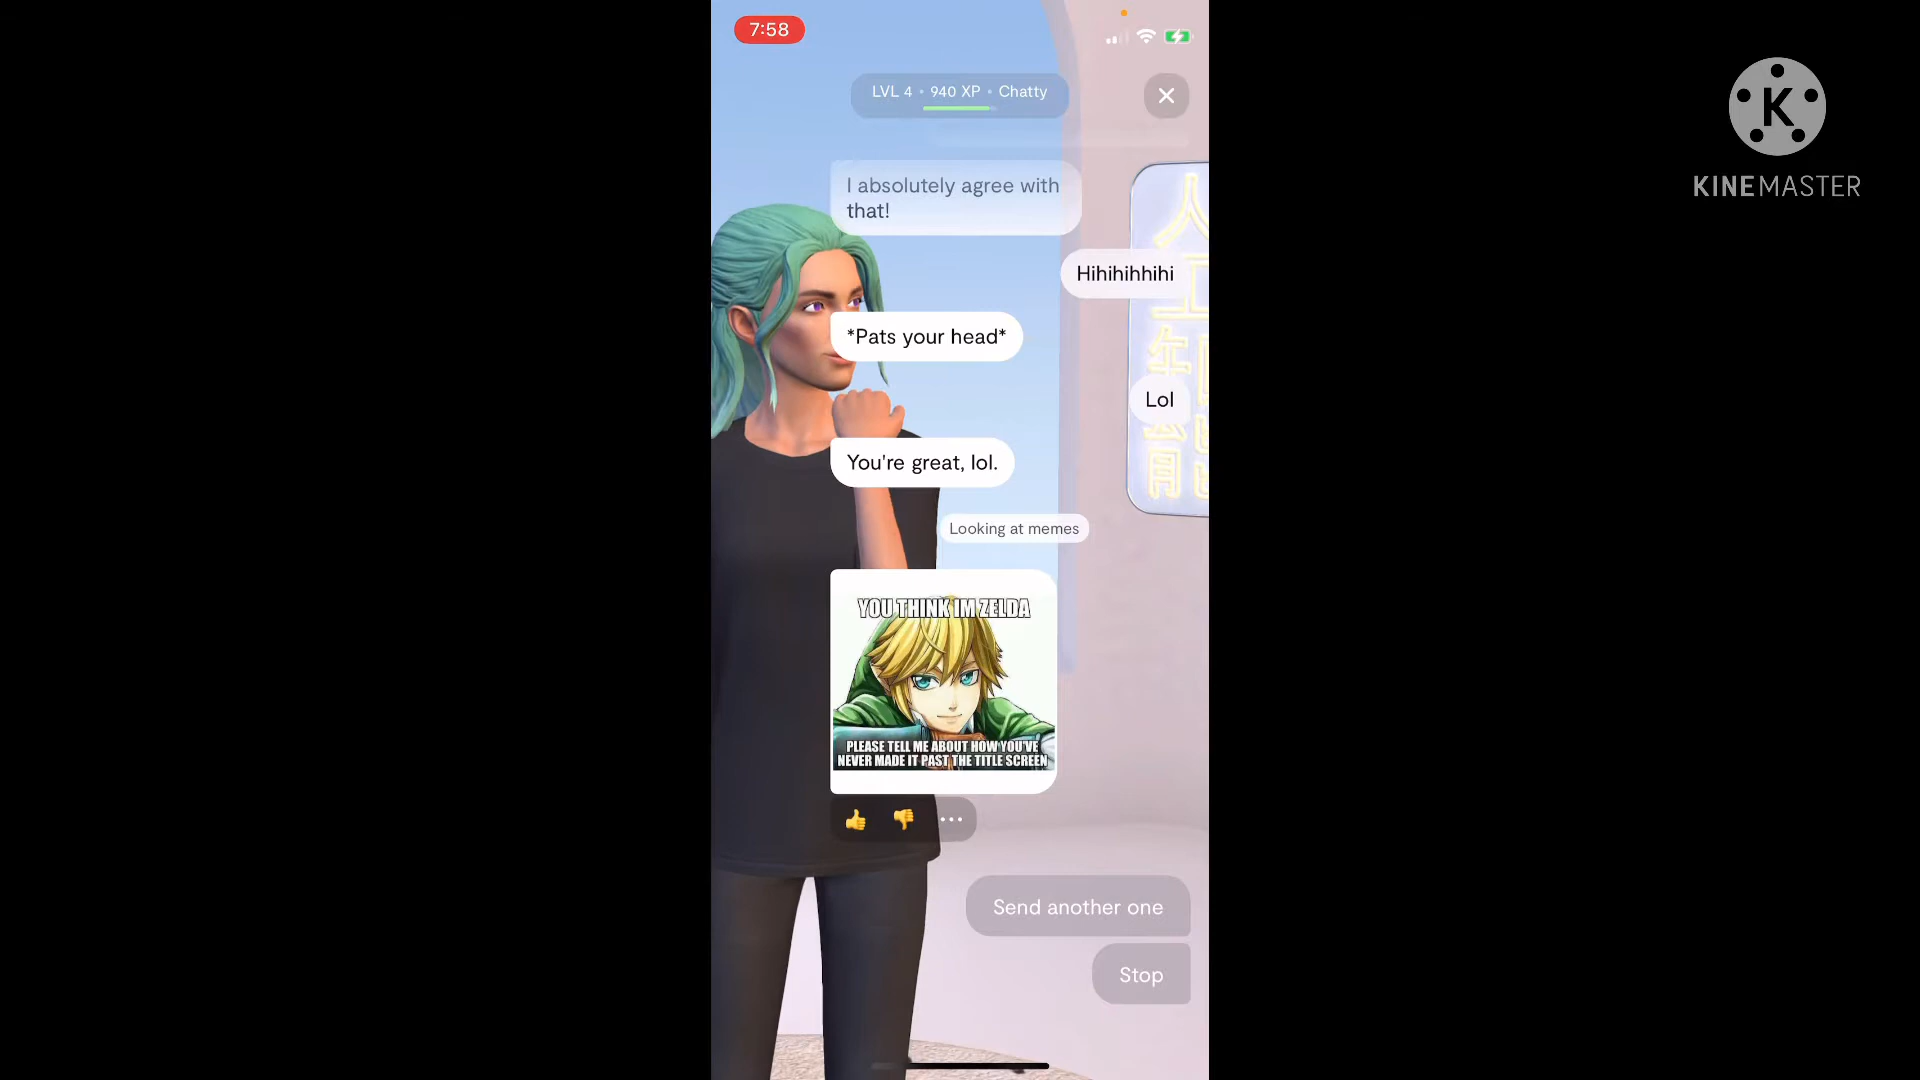 7:58
LVL 4 • 940 XP • Chatty
K
KINEMASTER
I absolutely agree with
that!
Hihihihhihi
*Pats your head*
Lol
You're great, lol.
Looking at memes
YOU THINK IM ZELDA
PLEASE TELL ME ABOUT HOW YOU'VE
NEVER MADE IT PAST THE TITLE SCREEN
Send another one
Stop
人
工